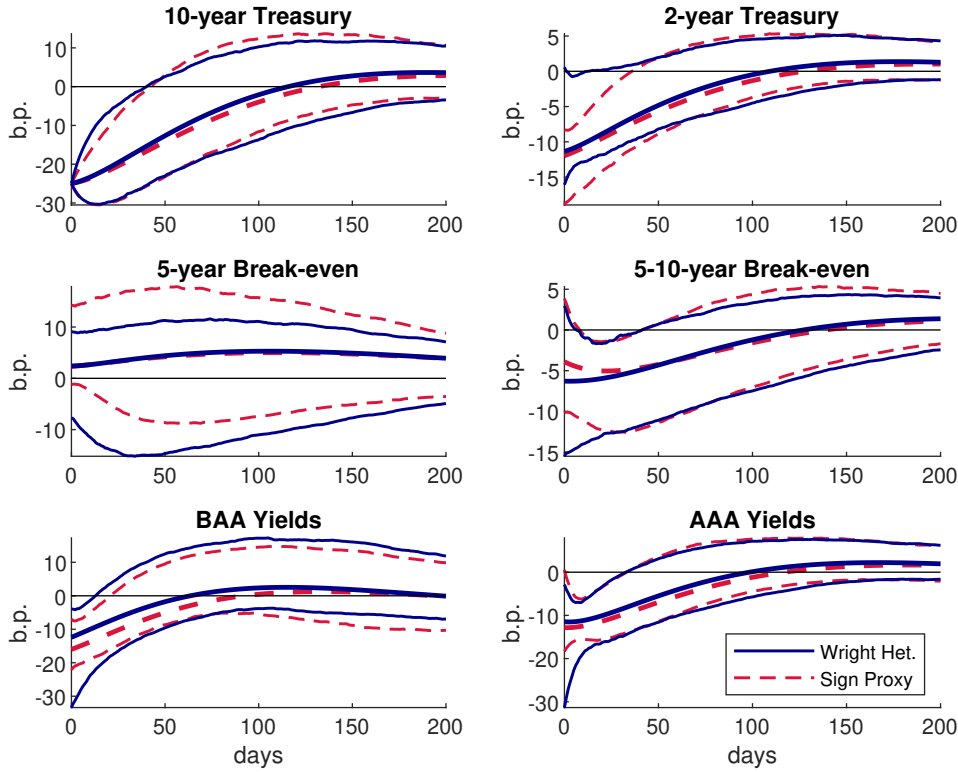 10-year Treasury
b.p.
10
0
-10
-20
-30
0 50 100 150 200
2-year Treasury
b.p.
5
0
-5
-10
-15
0 50 100 150 200
5-year Break-even
b.p.
10
0
-10
0 50 100 150 200
5-10-year Break-even
b.p.
5
0
-5
-10
-15
0 50 100 150 200
BAA Yields
b.p.
10
0
-10
-20
-30
0 50 100 150 200
days
AAA Yields
b.p.
0
-10
-20
-30
0 50 100 150 200
days
Wright Het.
Sign Proxy